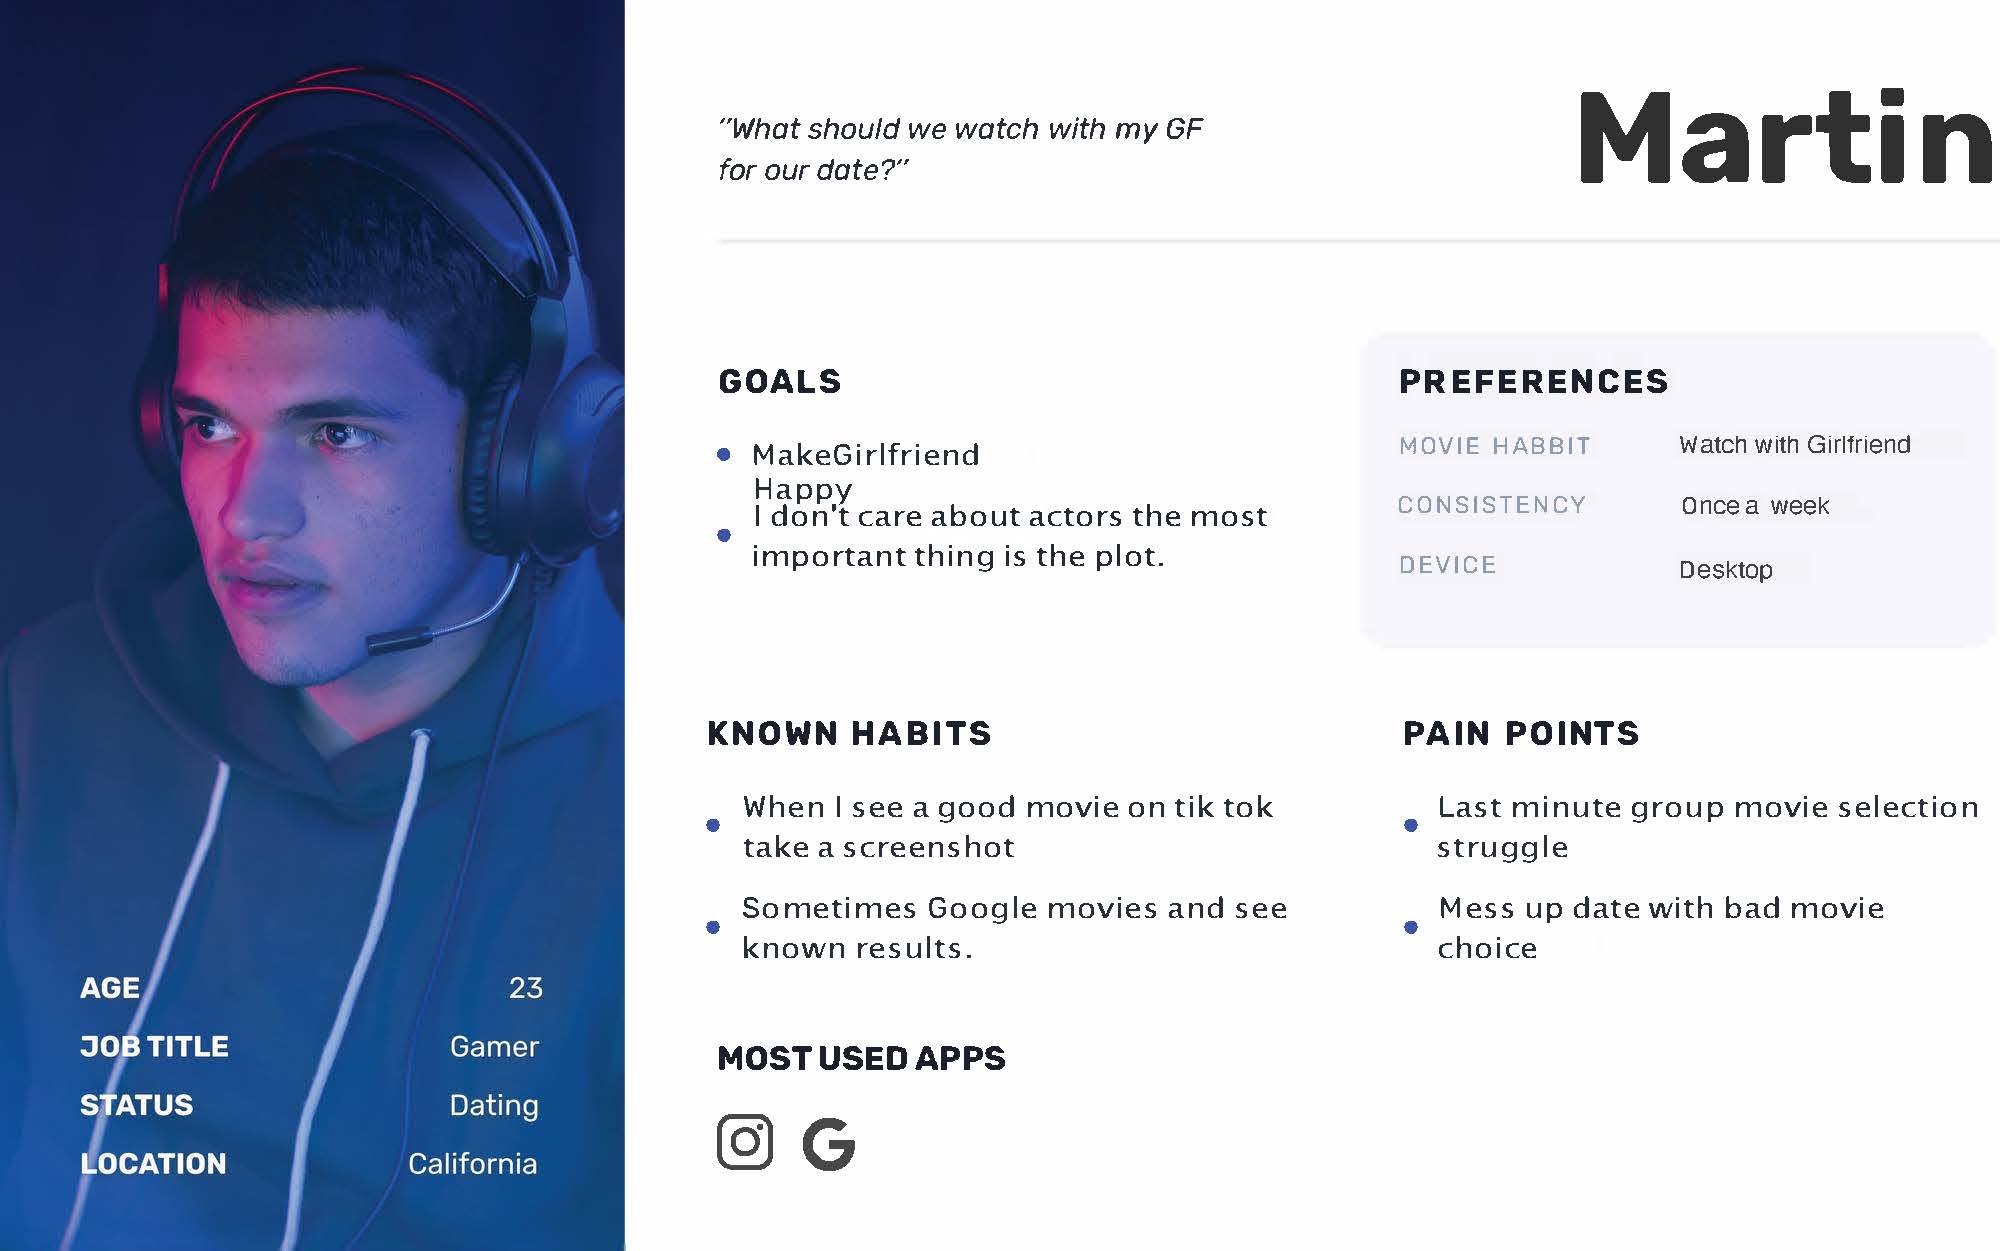 "What should we watch with my GF
for our date?"
Martin
GOALS
MakeGirlfriend
Happy
I don't care about actors the most
important thing is the plot.
PREFERENCES
MOVIE HABBIT Watch with Girlfriend
CONSISTENCY Once a week
DEVICE Desktop
KNOWN HABITS
When I see a good movie on tik tok
take a screenshot
Sometimes Google movies and see
known results.
PAIN POINTS
Last minute group movie selection
struggle
Mess up date with bad movie
choice
AGE 23
JOB TITLE Gamer
STATUS Dating
LOCATION California
MOST USED APPS
G